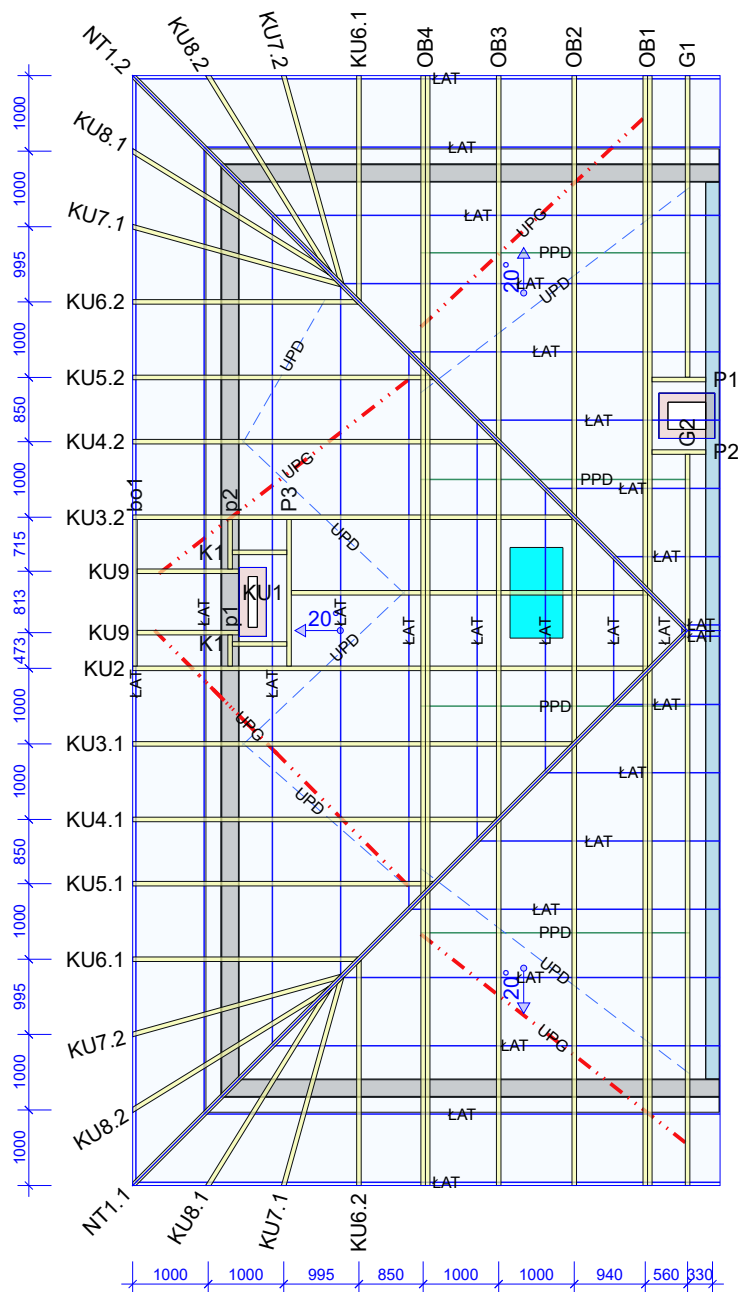 NT1.2
KU8.2
KU7.2
KU6.1
OB4
OB3
OB2
OB1
G1
ŁAT
1000
KU8.1
ŁAT
1000
KU7.1
ŁAT
UPG
995
PPD
20°
UPD
ŁAT
KU6.2
1000
UPD
ŁAT
KU5.2
P1
850
ŁAT
G2
KU4.2
P2
UPG
1000
PPD
ŁAT
bo1
p2
P3
KU3.2
UPD
715
K1
ŁAT
KU9
KU1
813
ŁAT
p1
20°
ŁAT
ŁAT
ŁAT
ŁAT
ŁAT
ŁAT
ŁAT
KU9
K1
UPD
473
KU2
ŁAT
ŁAT
1000
PPD
ŁAT
UPG
KU3.1
ŁAT
1000
UPD
KU4.1
ŁAT
850
KU5.1
ŁAT
1000
PPD
KU6.1
UPD
20°
ŁAT
995
KU7.2
UPG
ŁAT
1000
KU8.2
ŁAT
1000
NT1.1
KU8.1
KU7.1
KU6.2
ŁAT
1000
1000
995
850
1000
1000
940
560
330